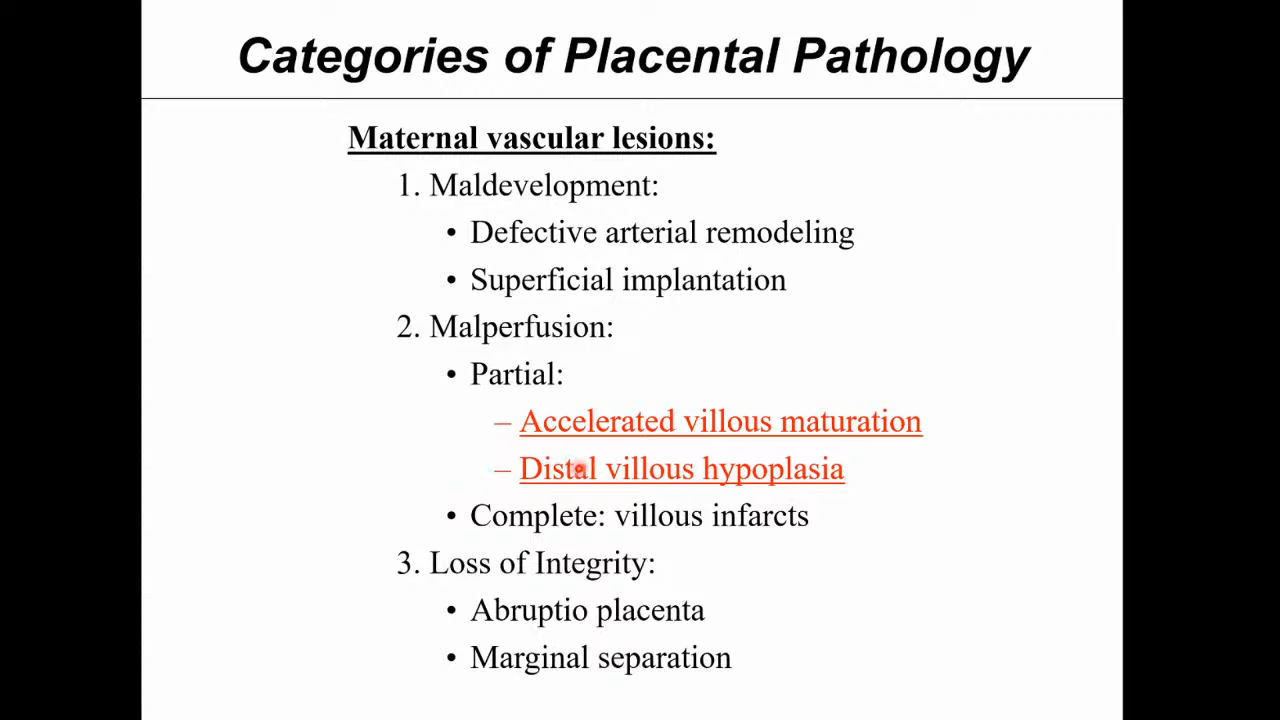 Categories of Placental Pathology
Maternal vascular lesions:
1. Maldevelopment:
• Defective arterial remodeling
• Superficial implantation
2. Malperfusion:
• Partial:
– Accelerated villous maturation
– Distal villous hypoplasia
• Complete: villous infarcts
3. Loss of Integrity:
• Abruptio placenta
• Marginal separation